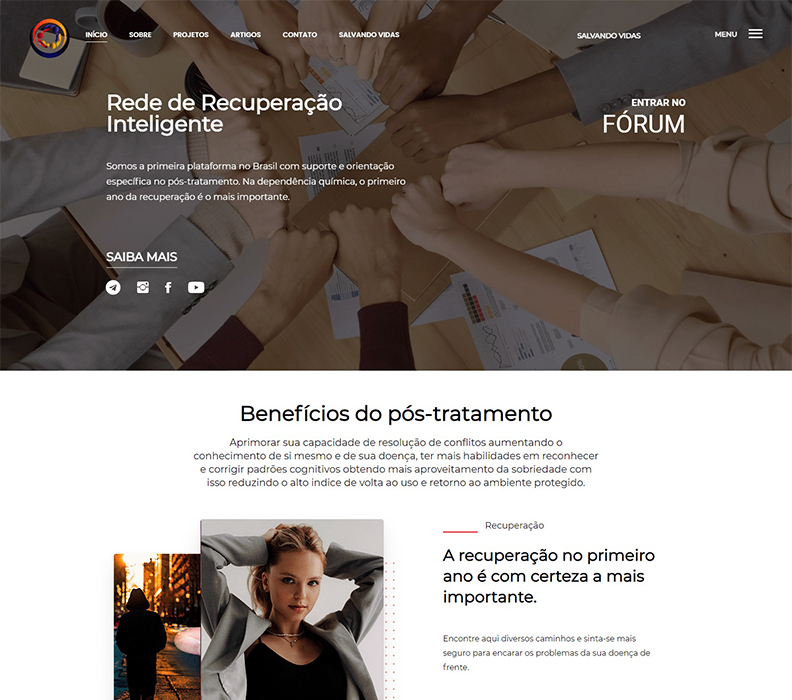 INÍCIO SOBRE PROJETOS ARTIGOS CONTATO SALVANDO VIDAS SALVANDO VIDAS MENU
Rede de Recuperação
Inteligente
ENTRAR NO
FÓRUM
Somos a primeira plataforma no Brasil com suporte e orientação
específica no pós-tratamento. Na dependência química, o primeiro
ano da recuperação é o mais importante.
SAIBA MAIS
Benefícios do pós-tratamento
Aprimorar sua capacidade de resolução de conflitos aumentando o
conhecimento de si mesmo e de sua doença, ter mais habilidades em reconhecer
e corrigir padrões cognitivos obtendo mais aproveitamento da sobriedade com
isso reduzindo o alto indice de volta ao uso e retorno ao ambiente protegido.
Recuperação
A recuperação no primeiro
ano é com certeza a mais
importante.
Encontre aqui diversos caminhos e sinta-se mais
seguro para encarar os problemas da sua doença de
frente.